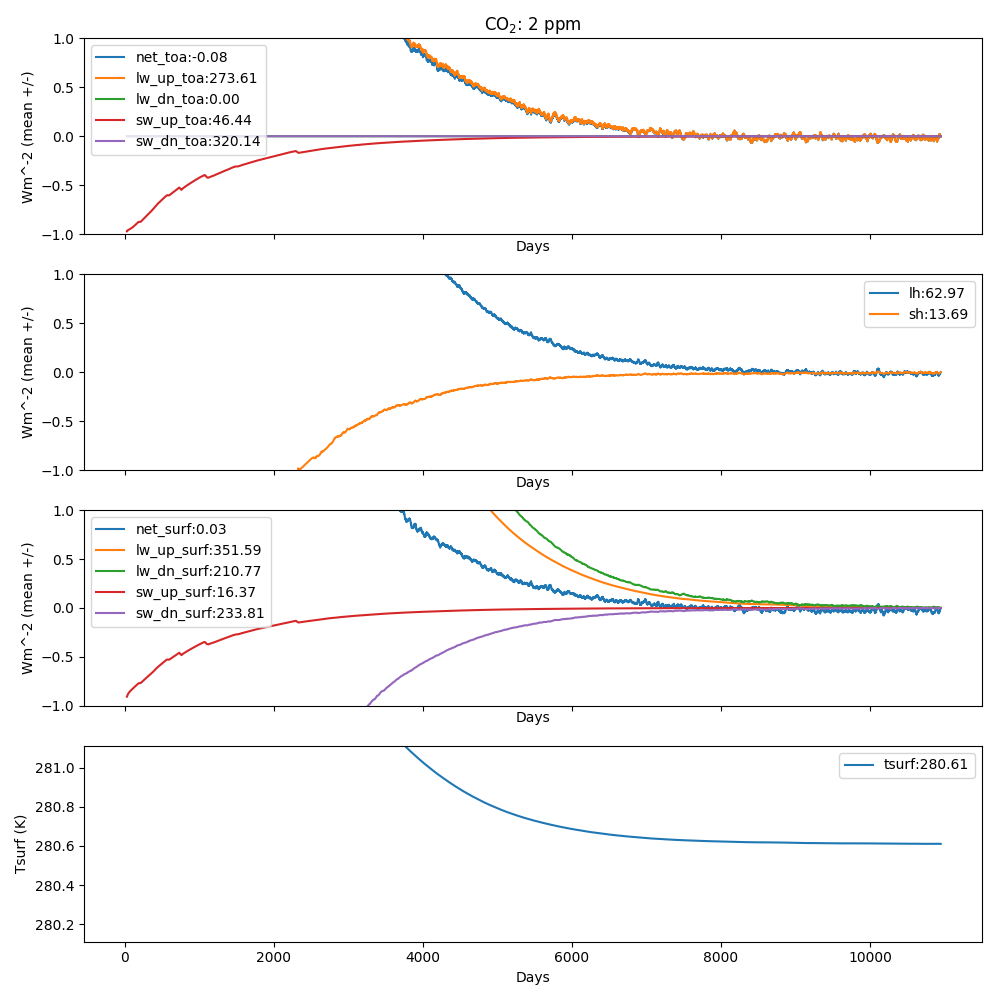 CO₂: 2 ppm
1.0
0.5
0.0
−0.5
−1.0
Wm^-2 (mean +/-)
net_toa:-0.08
lw_up_toa:273.61
lw_dn_toa:0.00
sw_up_toa:46.44
sw_dn_toa:320.14
Days
1.0
0.5
0.0
−0.5
−1.0
Wm^-2 (mean +/-)
lh:62.97
sh:13.69
Days
1.0
0.5
0.0
−0.5
−1.0
Wm^-2 (mean +/-)
net_surf:0.03
lw_up_surf:351.59
lw_dn_surf:210.77
sw_up_surf:16.37
sw_dn_surf:233.81
Days
281.0
280.8
280.6
280.4
280.2
Tsurf (K)
tsurf:280.61
0 2000 4000 6000 8000 10000
Days